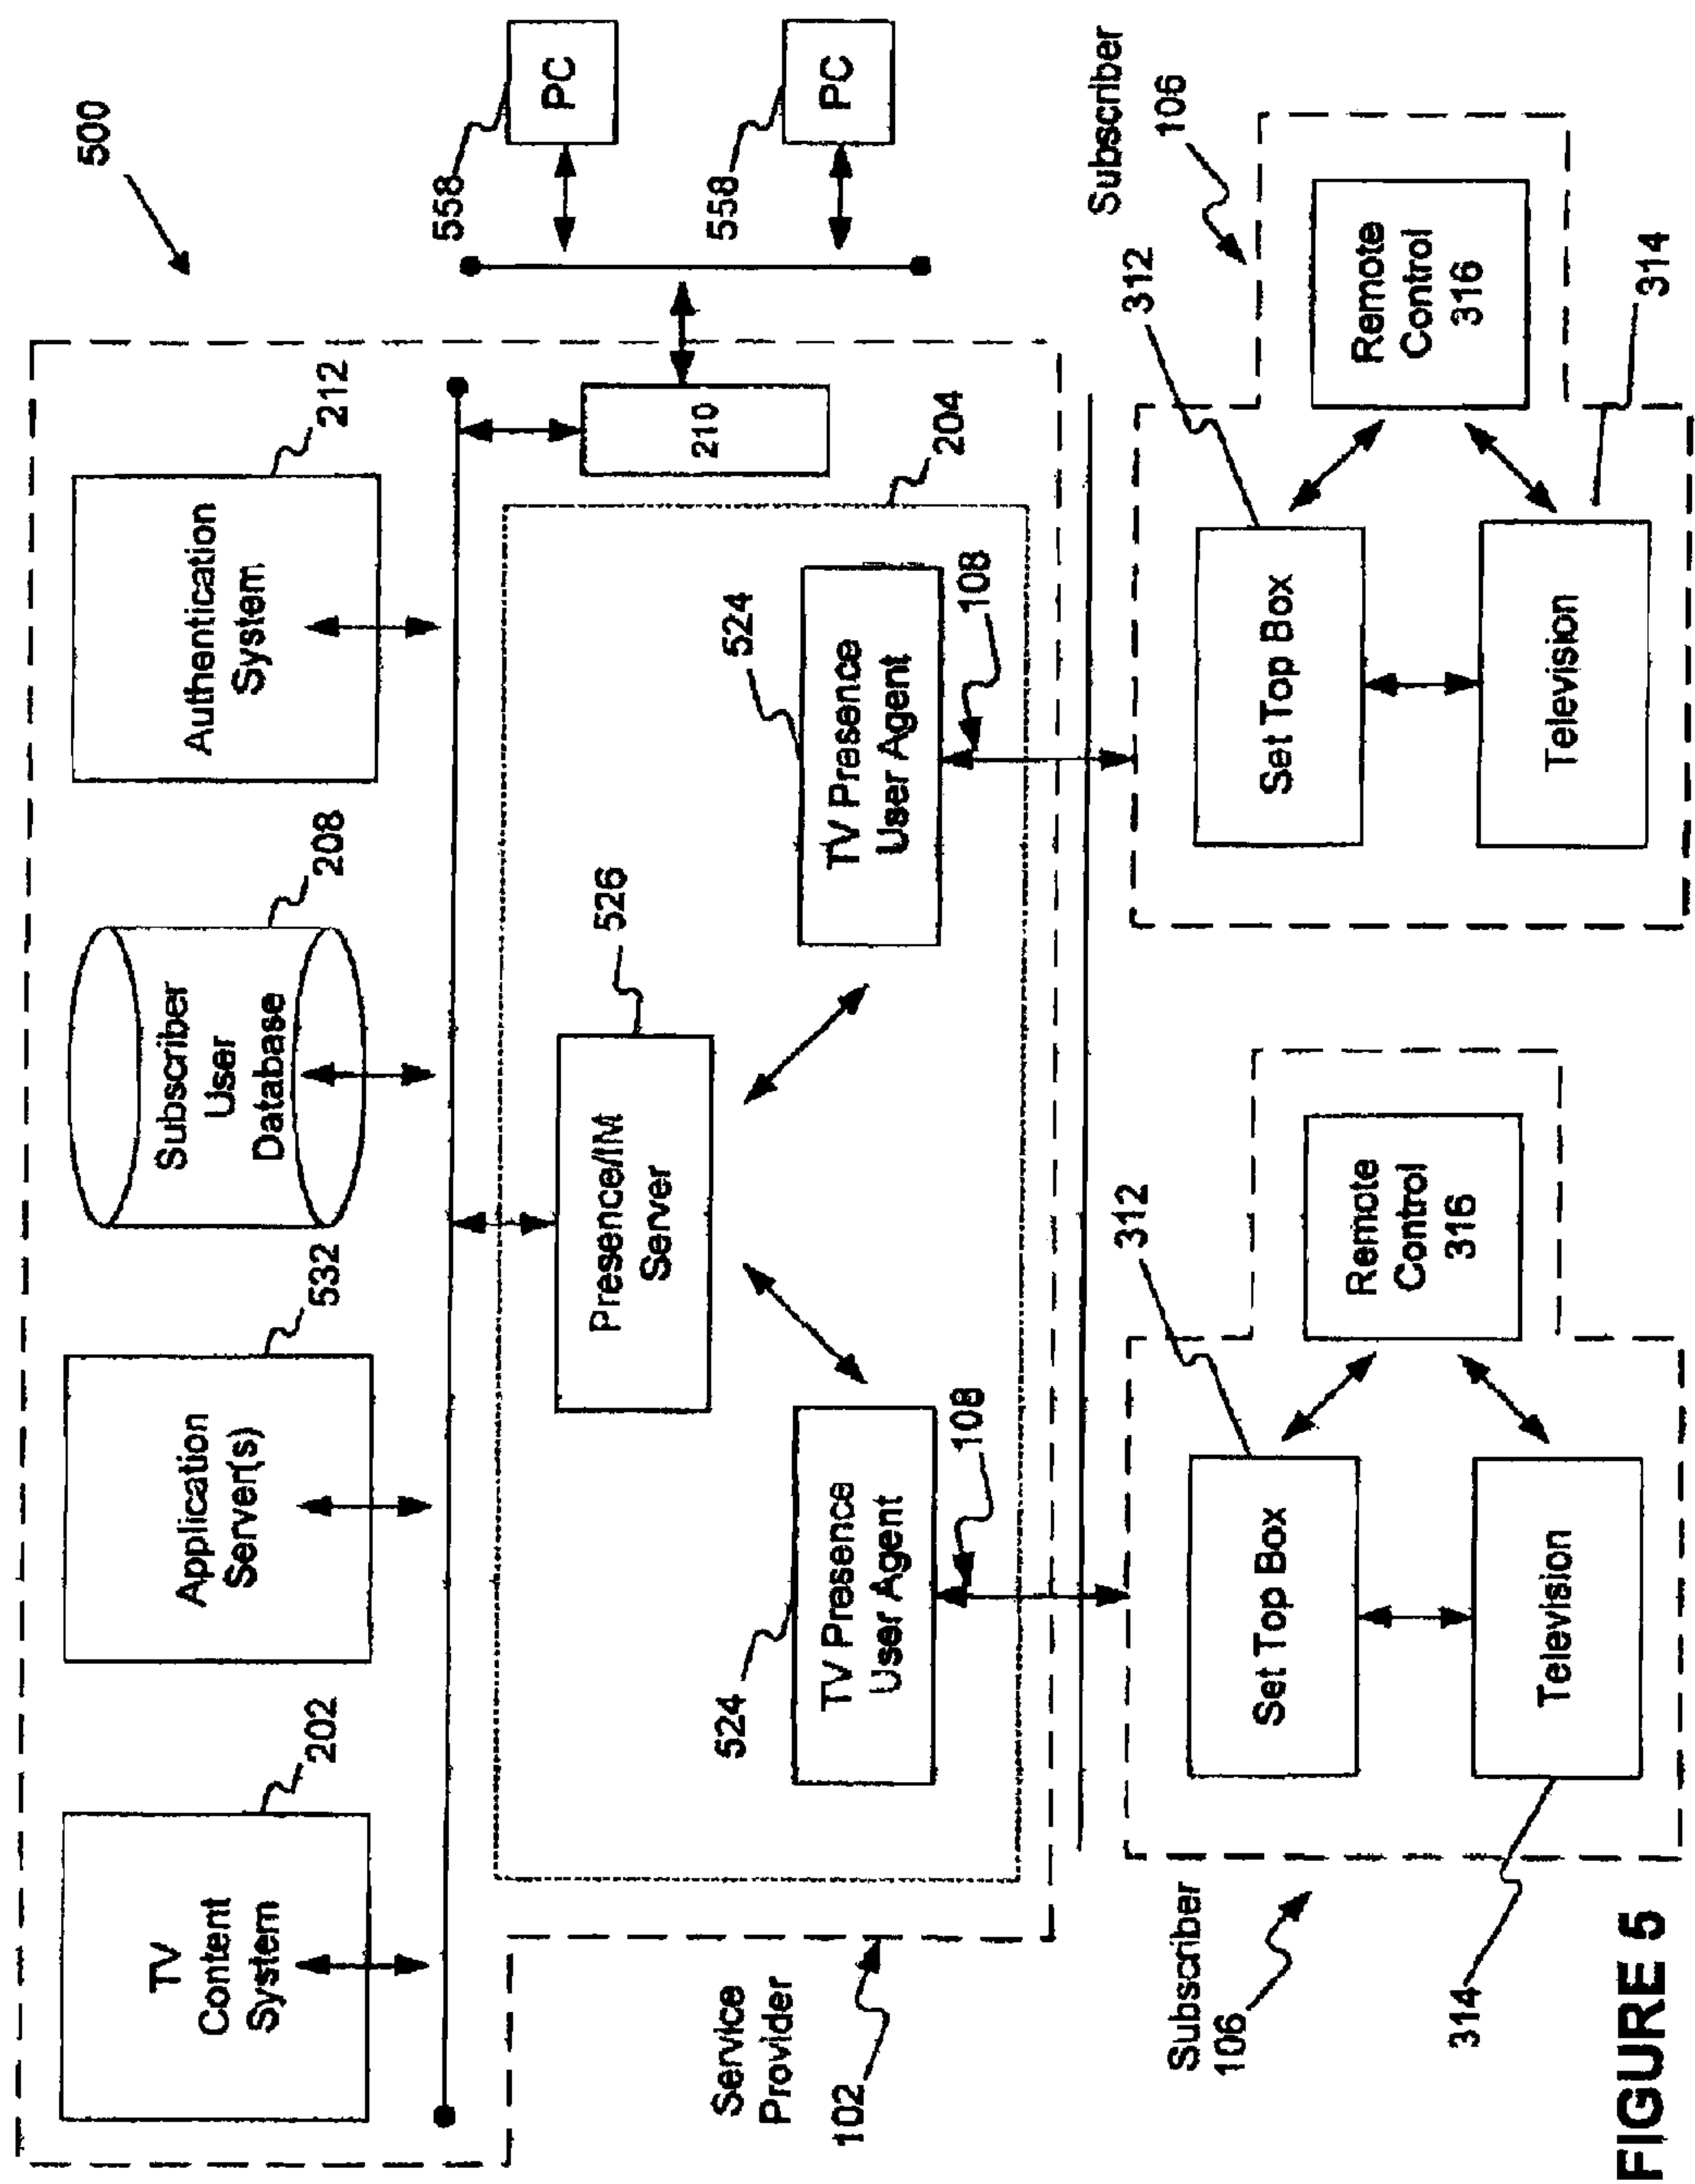 500
TV
Content
System
202
Application
Server(s)
532
Subscriber
User
Database
208
Authentication
System
212
210
558
PC
558
PC
Presence/IM
Server
526
204
524
TV Presence
User Agent
108
524
TV Presence
User Agent
108
Service
Provider
102
Subscriber
106
312
Set Top Box
Remote
Control
316
Television
314
Subscriber
106
312
Set Top Box
Remote
Control
316
Television
314
FIGURE 5